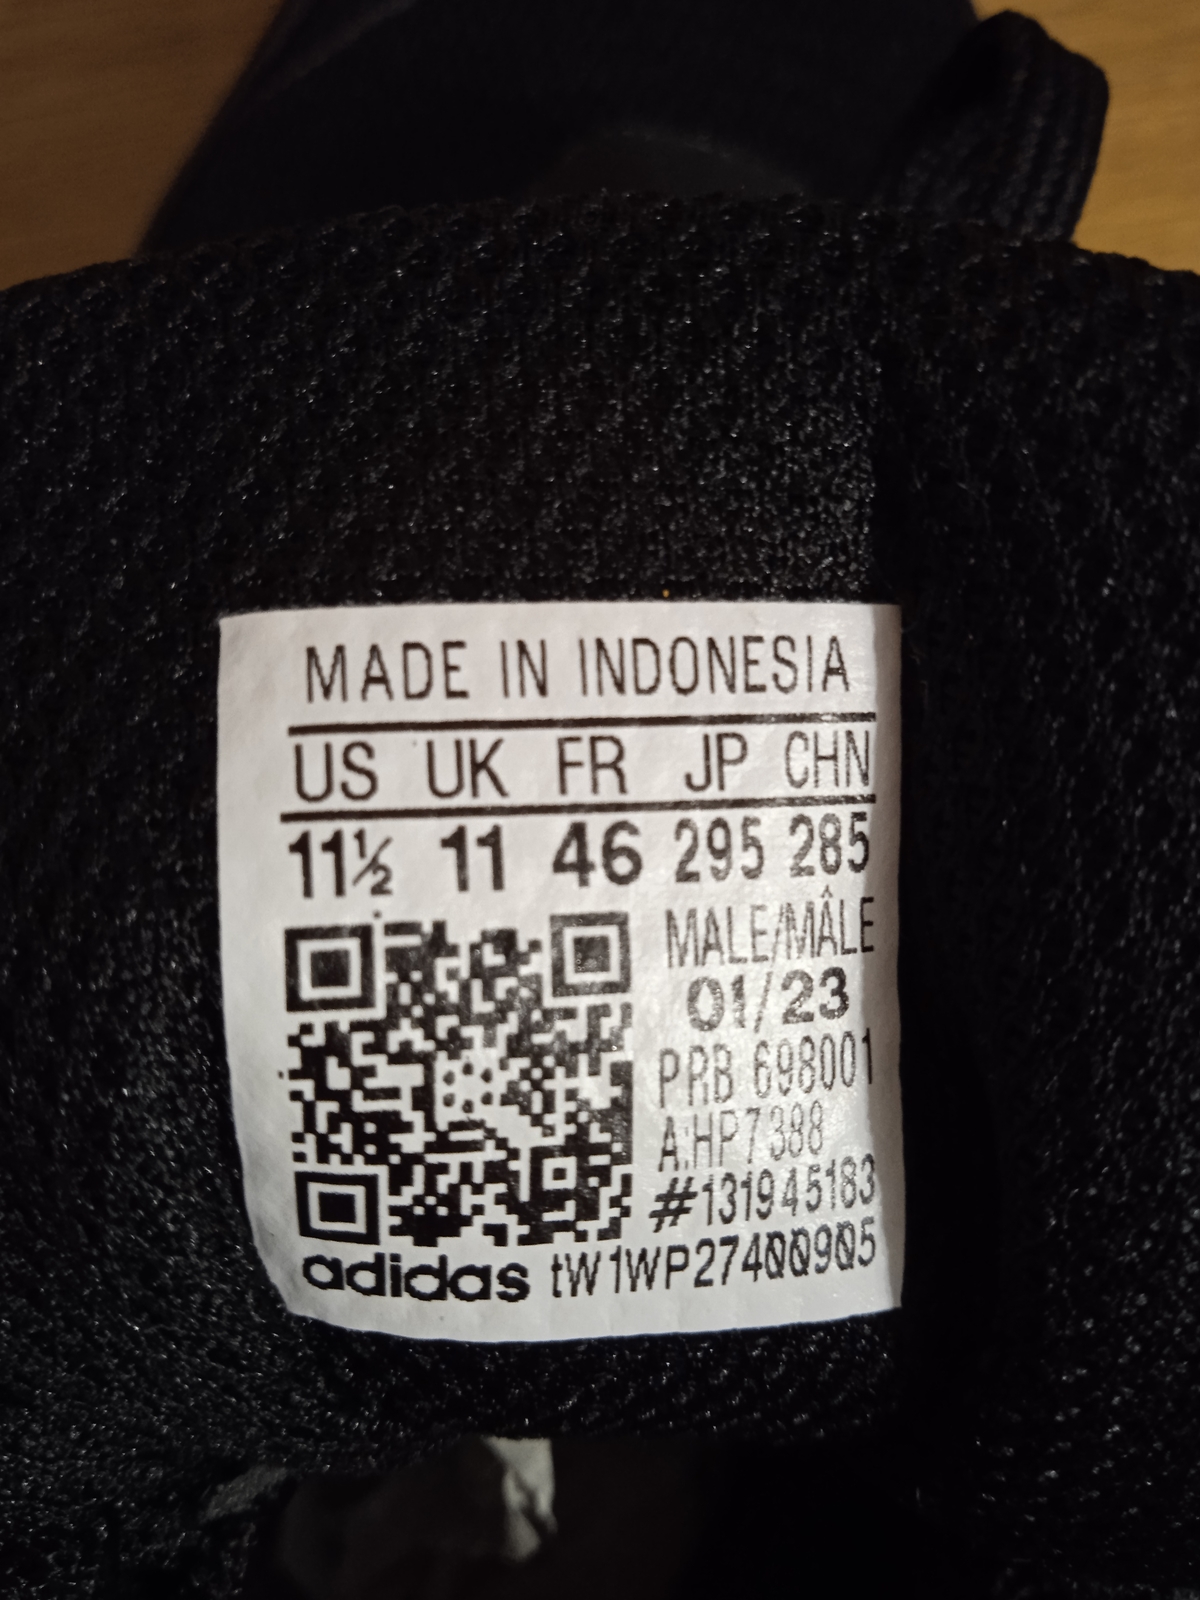 MADE IN INDONESIA
US UK FR JP CHN
11½ 11 46 295 285
MALE/MÂLE
01/23
PRB 698001
A:HP7388
#131945183
adidas tW1WP27400905